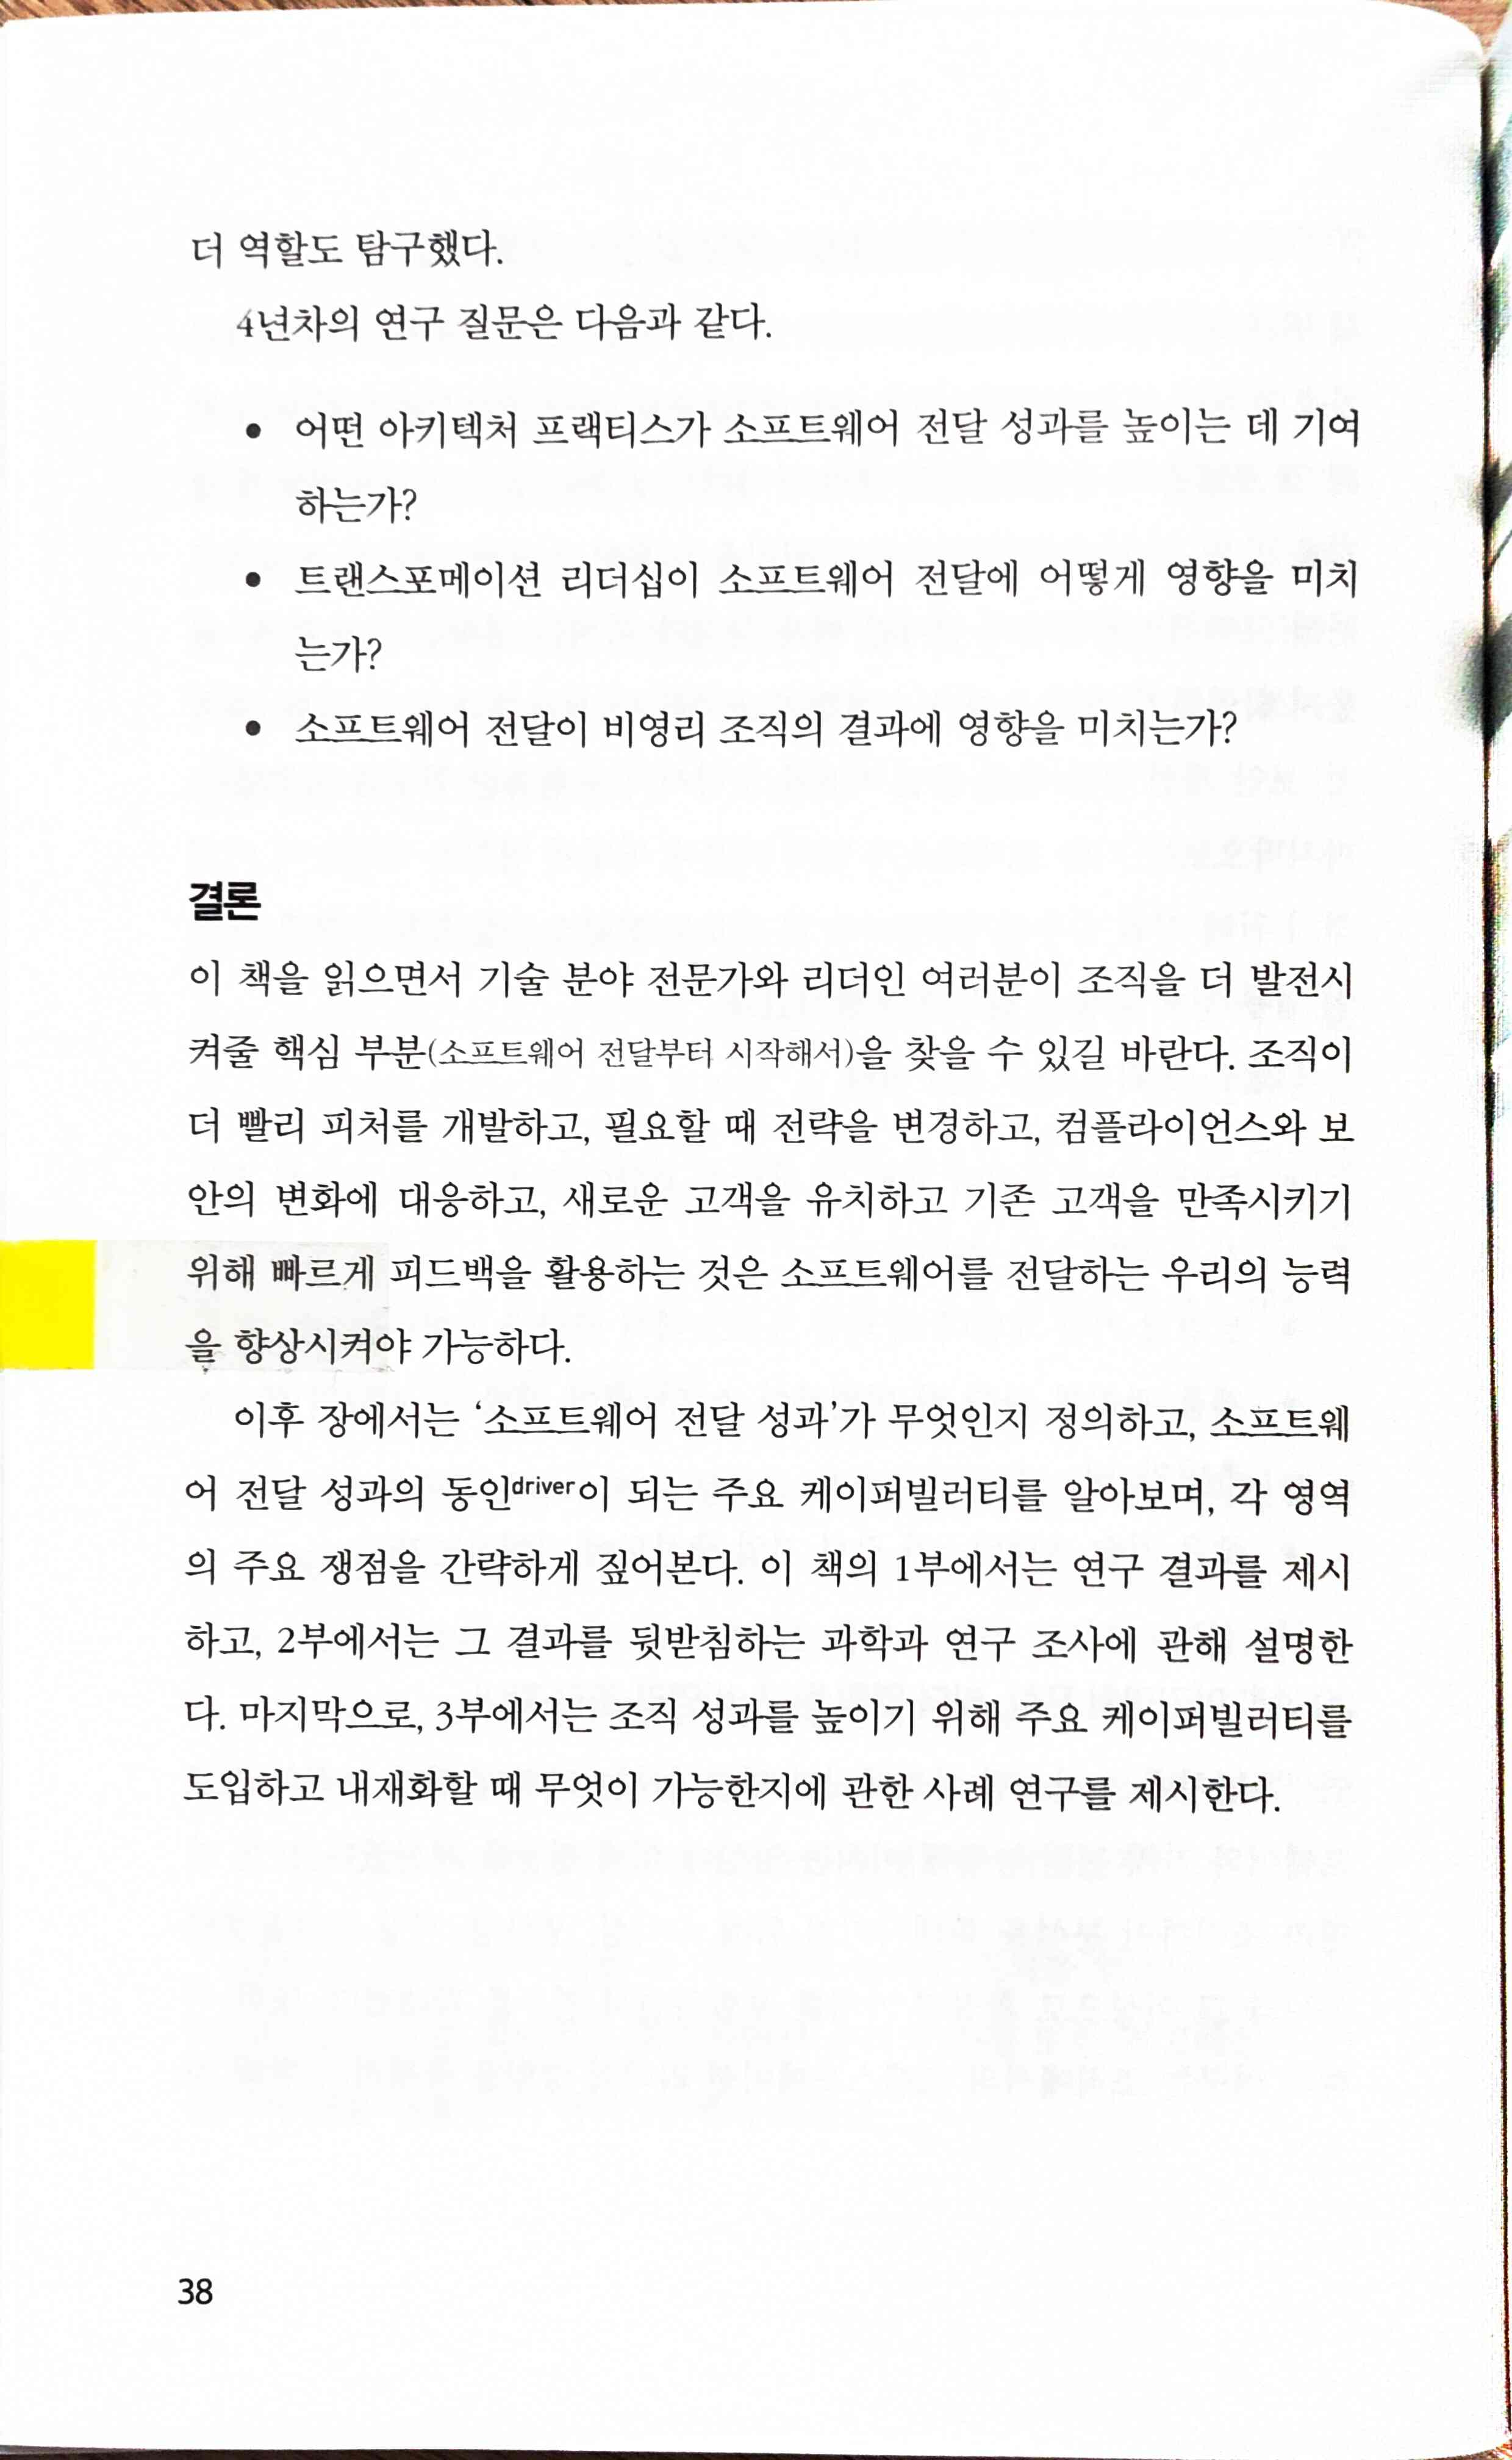 더 역할도 탐구했다.
4년차의 연구 질문은 다음과 같다.
• 어떤 아키텍처 프랙티스가 소프트웨어 전달 성과를 높이는 데 기여
하는가?
• 트랜스포메이션 리더십이 소프트웨어 전달에 어떻게 영향을 미치
는가?
• 소프트웨어 전달이 비영리 조직의 결과에 영향을 미치는가?
결론
이 책을 읽으면서 기술 분야 전문가와 리더인 여러분이 조직을 더 발전시
켜줄 핵심 부분(소프트웨어 전달부터 시작해서)을 찾을 수 있길 바란다. 조직이
더 빨리 피처를 개발하고, 필요할 때 전략을 변경하고, 컴플라이언스와 보
안의 변화에 대응하고, 새로운 고객을 유치하고 기존 고객을 만족시키기
위해 빠르게 피드백을 활용하는 것은 소프트웨어를 전달하는 우리의 능력
을 향상시켜야 가능하다.
이후 장에서는 ‘소프트웨어 전달 성과’가 무엇인지 정의하고, 소프트웨
어 전달 성과의 동인driver이 되는 주요 케이퍼빌러티를 알아보며, 각 영역
의 주요 쟁점을 간략하게 짚어본다. 이 책의 1부에서는 연구 결과를 제시
하고, 2부에서는 그 결과를 뒷받침하는 과학과 연구 조사에 관해 설명한
다. 마지막으로, 3부에서는 조직 성과를 높이기 위해 주요 케이퍼빌러티를
도입하고 내재화할 때 무엇이 가능한지에 관한 사례 연구를 제시한다.
38